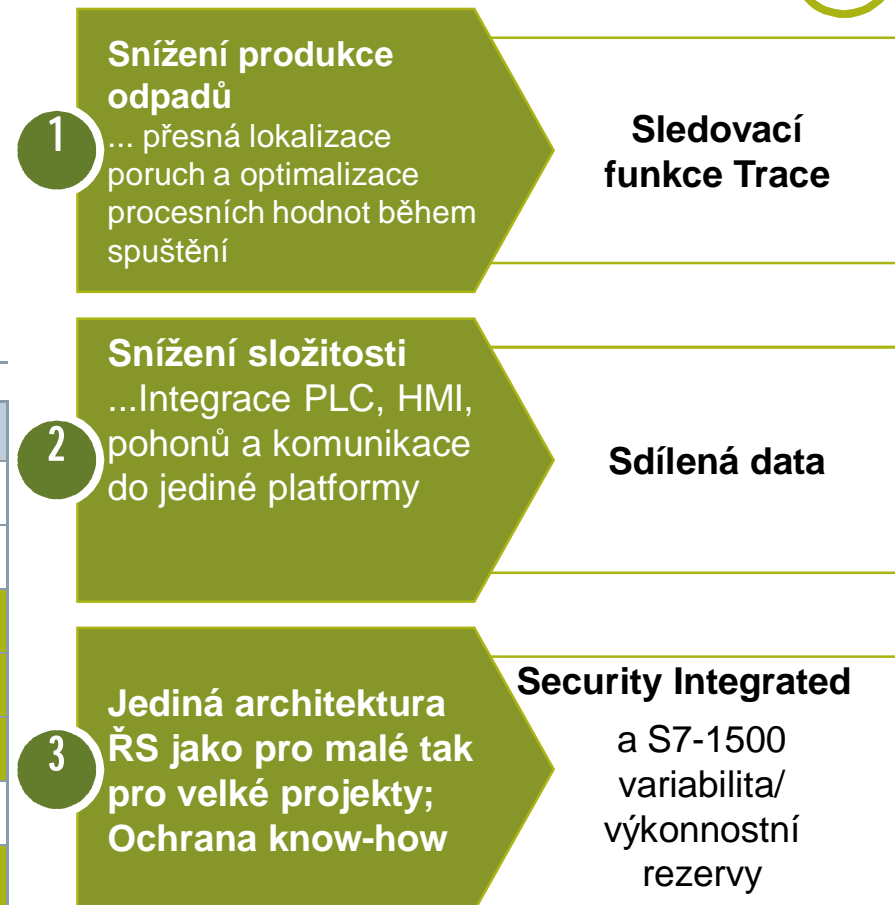 1
Snížení produkce
odpadů
... přesná lokalizace
poruch a optimalizace
procesních hodnot během
spuštění
Sledovací
funkce Trace
2
Snížení složitosti
...Integrace PLC, HMI,
pohonů a komunikace
do jediné platformy
Sdílená data
3
Jediná architektura
ŘS jako pro malé tak
pro velké projekty;
Ochrana know-how
Security Integrated
a S7-1500
variabilita/
výkonnostní
rezervy